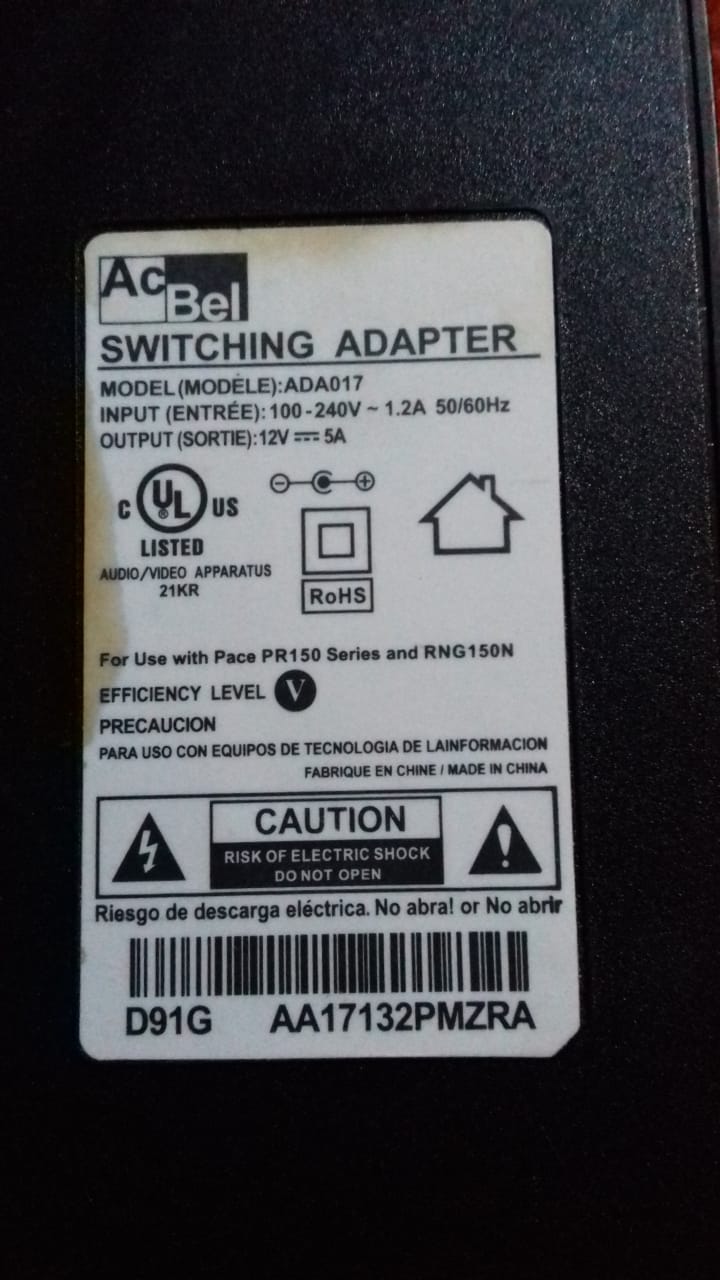 AcBel
SWITCHING ADAPTER
MODEL (MODÈLE):ADA017
INPUT (ENTRÉE): 100-240V ~ 1.2A 50/60Hz
OUTPUT (SORTIE):12V ⎓ 5A
C UL US
®
LISTED
AUDIO/VIDEO APPARATUS
21KR
RoHS
For Use with Pace PR150 Series and RNG150N
EFFICIENCY LEVEL V
PRECAUCION
PARA USO CON EQUIPOS DE TECNOLOGIA DE LAINFORMACION
FABRIQUE EN CHINE / MADE IN CHINA
CAUTION
RISK OF ELECTRIC SHOCK
DO NOT OPEN
Riesgo de descarga eléctrica. No abra! or No abrir
D91G AA17132PMZRA